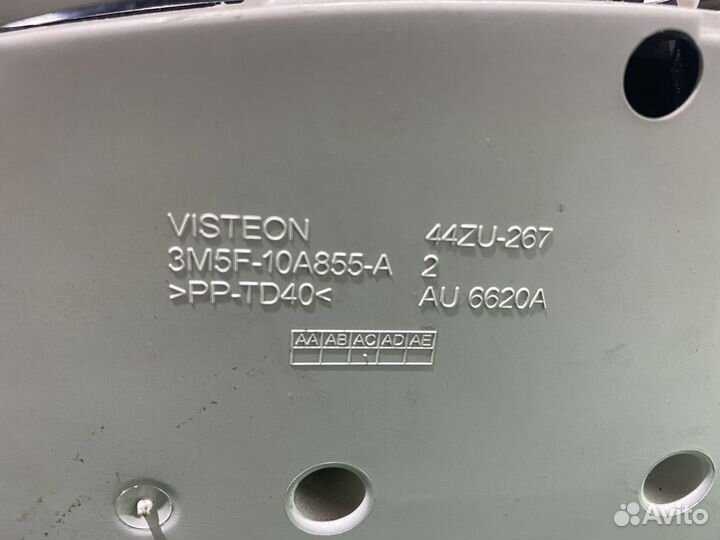 VISTEON 44ZU-267
3M5F-10A855-A 2
>PP-TD40< AU 6620A
AA AB AC AD AE
Avito